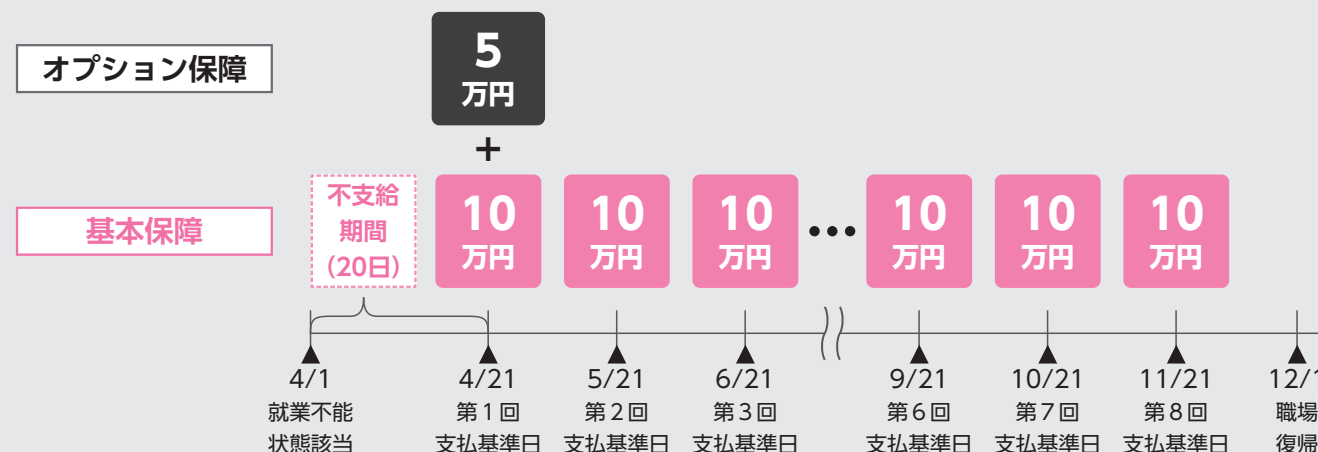 オプション保障
5
万円
+
基本保障
不支給
期間
(20日)
10
万円
10
万円
10
万円
•••
10
万円
10
万円
10
万円
4/1
就業不能
状態該当
4/21
第1回
支払基準日
5/21
第2回
支払基準日
6/21
第3回
支払基準日
9/21
第6回
支払基準日
10/21
第7回
支払基準日
11/21
第8回
支払基準日
12/1
職場
復帰